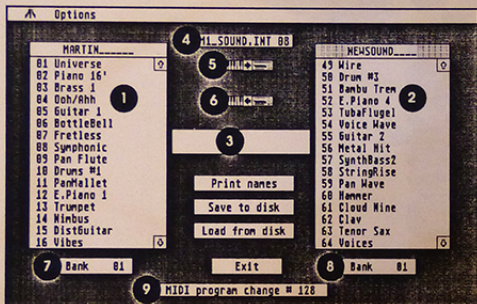 Options
4 M1_SOUND.INT 08
MARTIN______
01 Universe
02 Piano 16'
03 Brass 1
04 Ooh/Ahh
05 Guitar 1
06 BottleBell
07 Fretless
08 Symphonic
09 Pan Flute
10 Drums #1
11 PanMallet
12 E.Piano 1
13 Trumpet
14 Nimbus
15 DistGuitar
16 Vibes
1
5
6
3
Print names
Save to disk
Load from disk
Exit
NEWSOUND____
49 Wire
50 Drum #3
51 Bambu Trem
52 E.Piano 4
53 TubaFlugel
54 Voice Wave
55 Guitar 2
56 Metal Hit
57 SynthBass2
58 StringRise
59 Pan Wave
60 Hammer
61 Cloud Nine
62 Clav
63 Tenor Sax
64 Voices
2
7 Bank 01
8 Bank 01
9 MIDI program change # 128